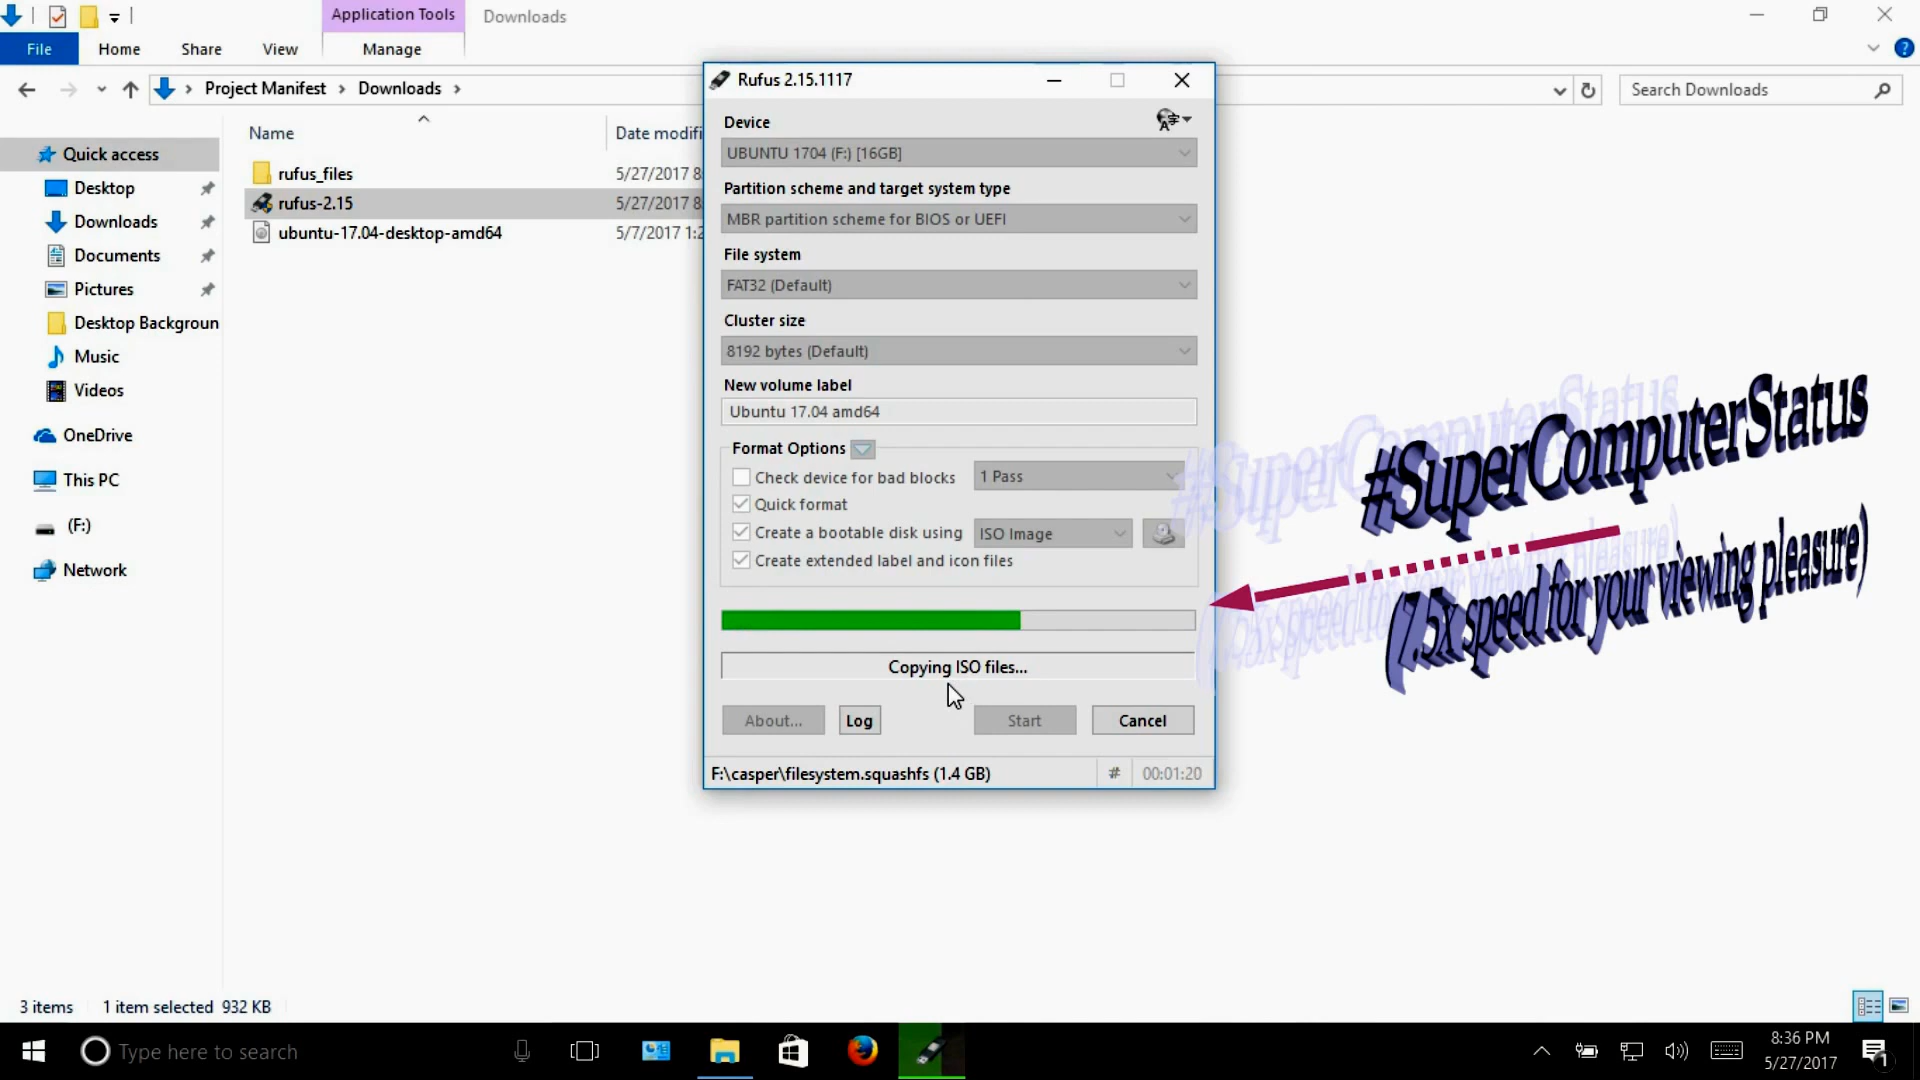 Application Tools
Downloads
File
Home
Share
View
Manage
Project Manifest
Downloads
Search Downloads
Quick access
Desktop
Downloads
Documents
Pictures
Desktop Backgroun
Music
Videos
OneDrive
This PC
(F:)
Network
Name
Date modifi
rufus_files
5/27/2017 8
rufus-2.15
5/27/2017 8
ubuntu-17.04-desktop-amd64
5/7/2017 1:2
Rufus 2.15.1117
Device
UBUNTU 1704 (F:) [16GB]
Partition scheme and target system type
MBR partition scheme for BIOS or UEFI
File system
FAT32 (Default)
Cluster size
8192 bytes (Default)
New volume label
Ubuntu 17.04 amd64
Format Options
Check device for bad blocks
1 Pass
Quick format
Create a bootable disk using
ISO Image
Create extended label and icon files
Copying ISO files...
About...
Log
Start
Cancel
F:\casper\filesystem.squashfs (1.4 GB)
#
00:01:20
#SuperComputerStatus
(7.5x speed for your viewing pleasure)
3 items
1 item selected 932 KB
Type here to search
8:36 PM
5/27/2017
1